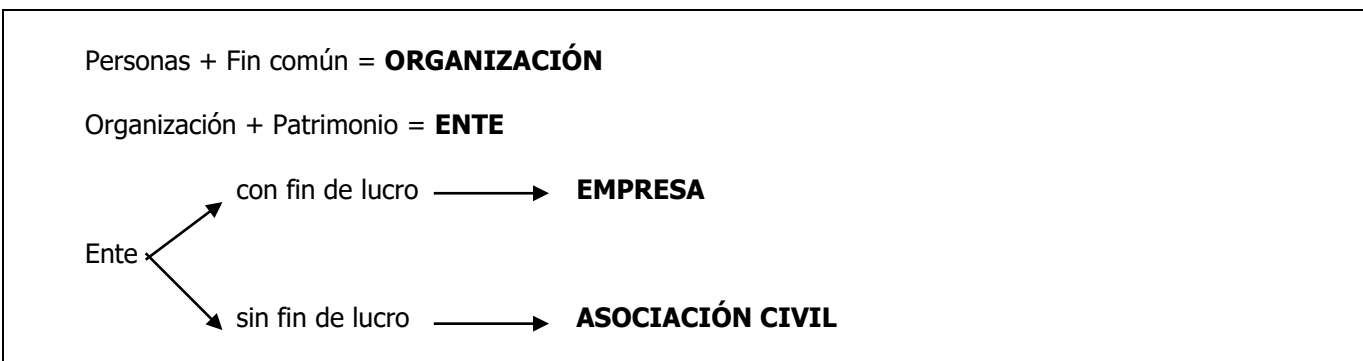 Personas + Fin común = ORGANIZACIÓN
Organización + Patrimonio = ENTE
con fin de lucro EMPRESA
Ente
sin fin de lucro ASOCIACIÓN CIVIL